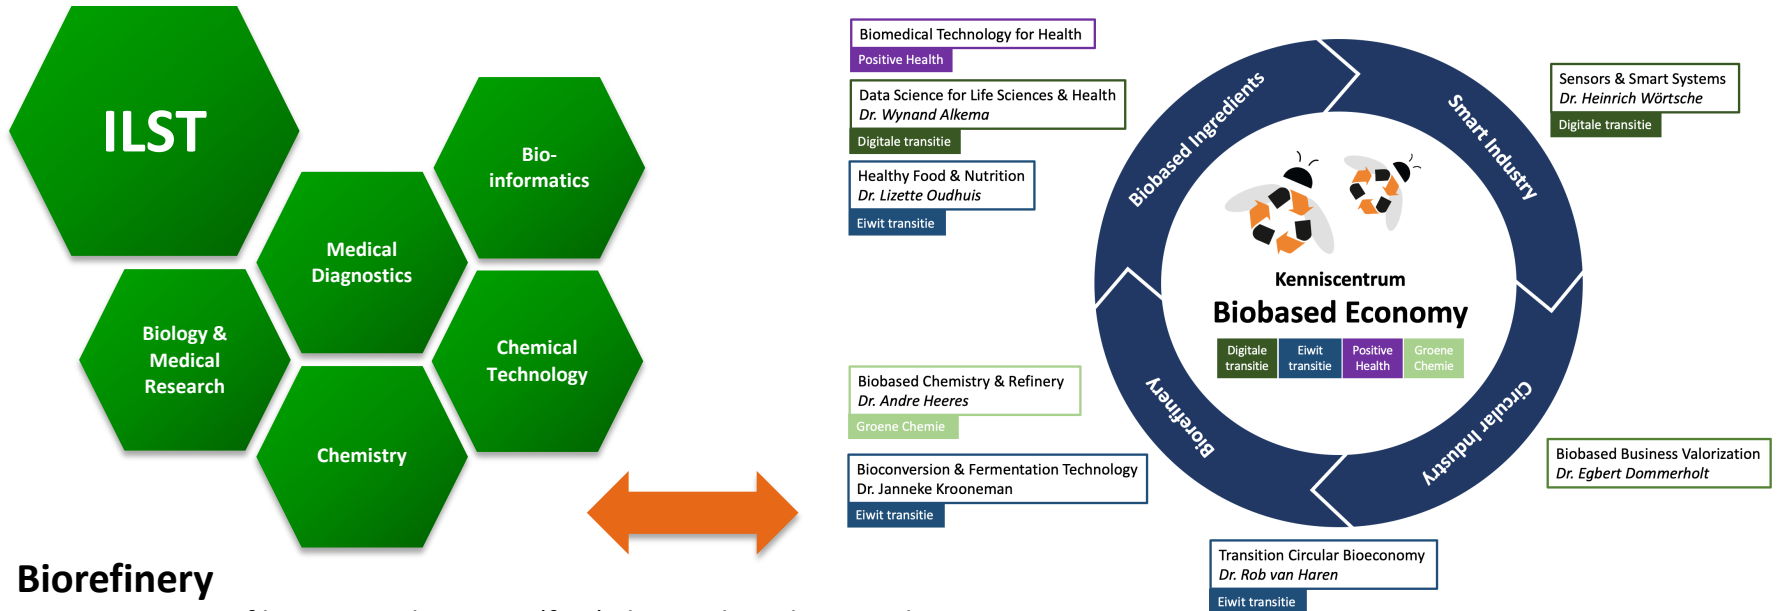 ILST
Bio-
informatics
Medical
Diagnostics
Biology &
Medical
Research
Chemical
Technology
Chemistry
Biorefinery
Biomedical Technology for Health
Positive Health
Data Science for Life Sciences & Health
Dr. Wynand Alkema
Digitale transitie
Healthy Food & Nutrition
Dr. Lizette Oudhuis
Eiwit transitie
Biobased Chemistry & Refinery
Dr. Andre Heeres
Groene Chemie
Bioconversion & Fermentation Technology
Dr. Janneke Krooneman
Eiwit transitie
Biobased Ingredients
Smart Industry
Circular Industry
Biorefinery
Kenniscentrum
Biobased Economy
Digitale
transitie
Eiwit
transitie
Positive
Health
Groene
Chemie
Sensors & Smart Systems
Dr. Heinrich Wörtsche
Digitale transitie
Biobased Business Valorization
Dr. Egbert Dommerholt
Transition Circular Bioeconomy
Dr. Rob van Haren
Eiwit transitie